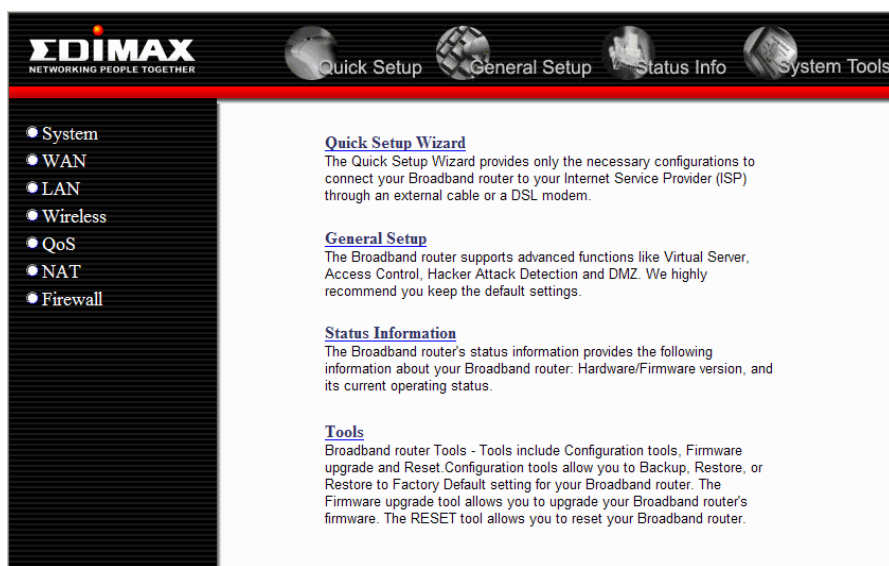 EDIMAX
NETWORKING PEOPLE TOGETHER
Quick Setup
General Setup
Status Info
System Tools
System
WAN
LAN
Wireless
QoS
NAT
Firewall
Quick Setup Wizard
The Quick Setup Wizard provides only the necessary configurations to
connect your Broadband router to your Internet Service Provider (ISP)
through an external cable or a DSL modem.
General Setup
The Broadband router supports advanced functions like Virtual Server,
Access Control, Hacker Attack Detection and DMZ. We highly
recommend you keep the default settings.
Status Information
The Broadband router's status information provides the following
information about your Broadband router: Hardware/Firmware version, and
its current operating status.
Tools
Broadband router Tools - Tools include Configuration tools, Firmware
upgrade and Reset.Configuration tools allow you to Backup, Restore, or
Restore to Factory Default setting for your Broadband router. The
Firmware upgrade tool allows you to upgrade your Broadband router's
firmware. The RESET tool allows you to reset your Broadband router.